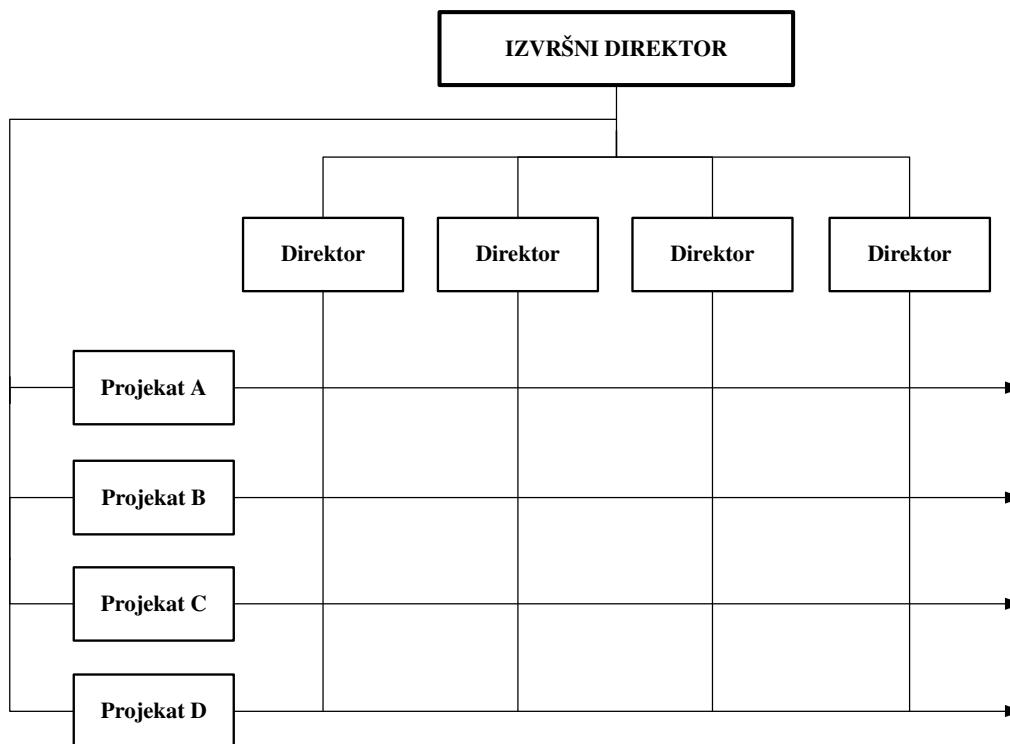 IZVRŠNI DIREKTOR
Direktor
Direktor
Direktor
Direktor
Projekat A
Projekat B
Projekat C
Projekat D